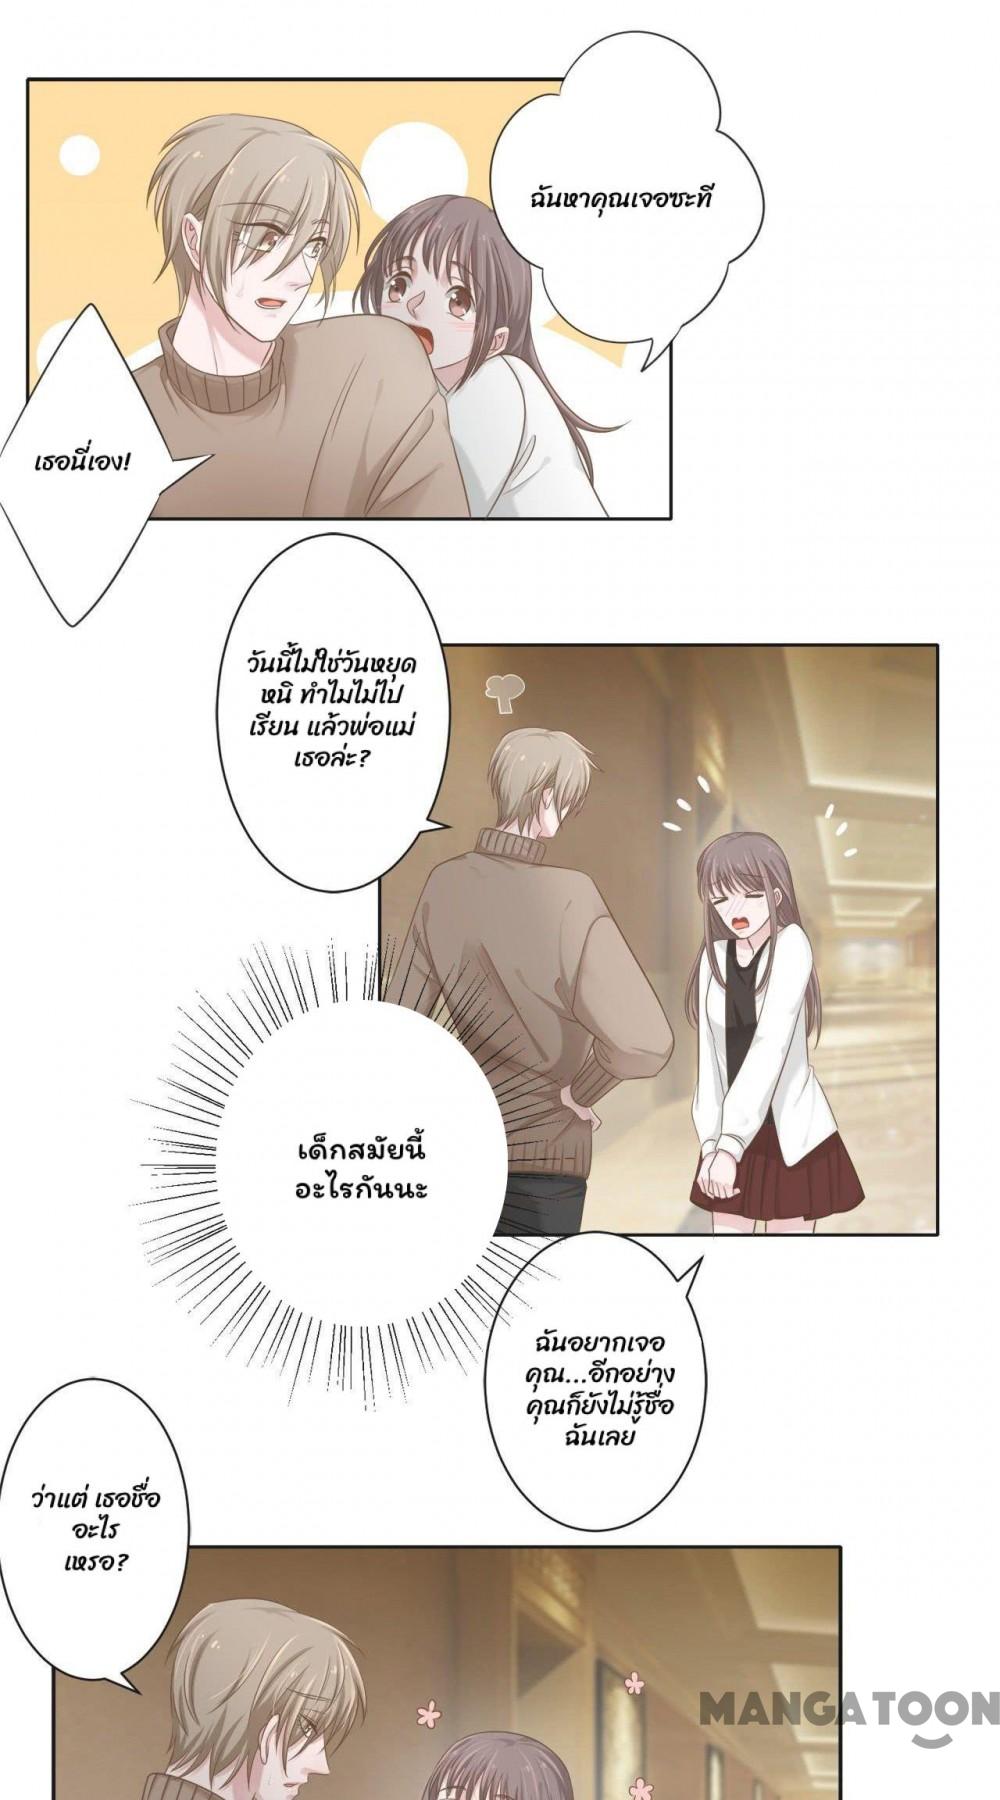 ฉันหาคุณเจอซะที
เธอนี่เอง!
วันนี้ไม่ใช่วันหยุด
หนิ ทำไมไม่ไป
เรียน แล้วพ่อแม่
เธอล่ะ?
เด็กสมัยนี้
อะไรกันนะ
ฉันอยากเจอ
คุณ...อีกอย่าง
คุณก็ยังไม่รู้ชื่อ
ฉันเลย
ว่าแต่ เธอชื่อ
อะไร
เหรอ?
MANGATOON